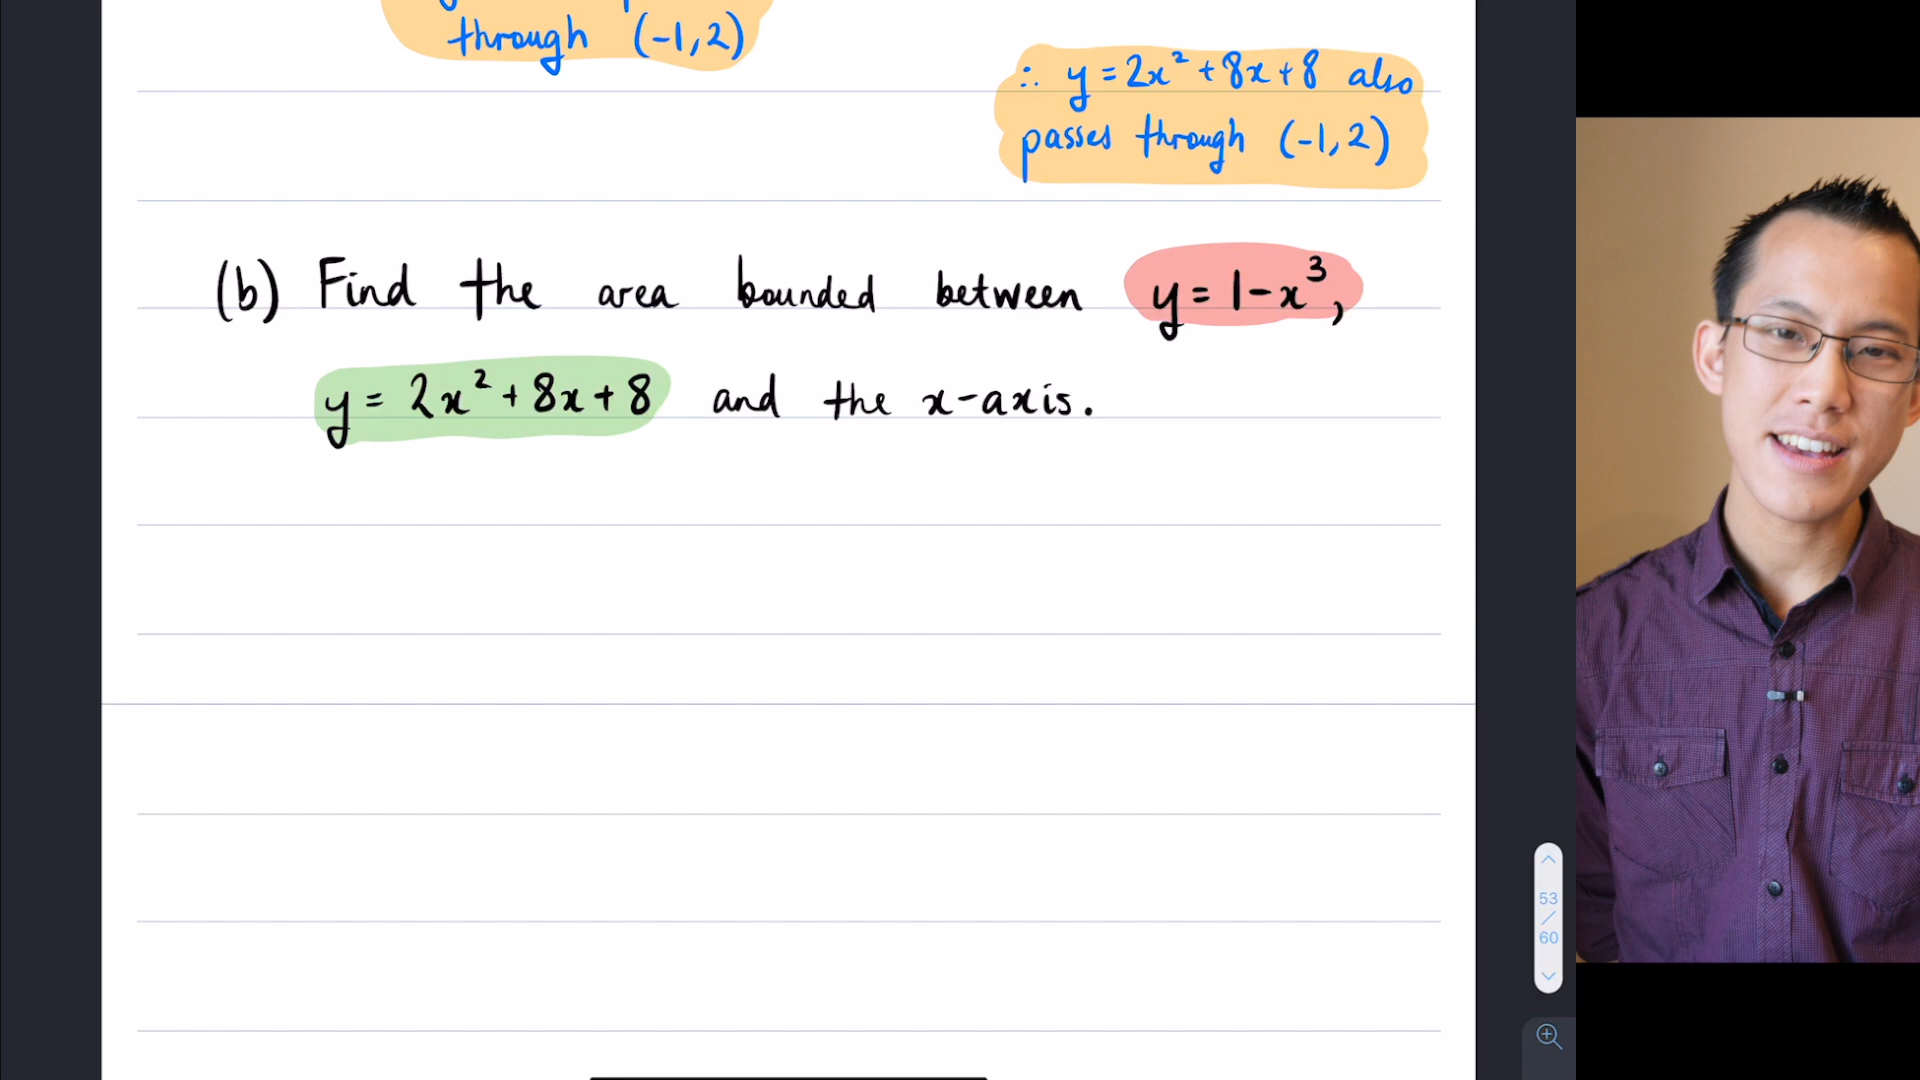 through (-1,2)
∴ y = 2x² + 8x + 8 also
passes through (-1,2)
(b) Find the area bounded between y = 1-x³,
y = 2x² + 8x + 8 and the x-axis.
53
/
60